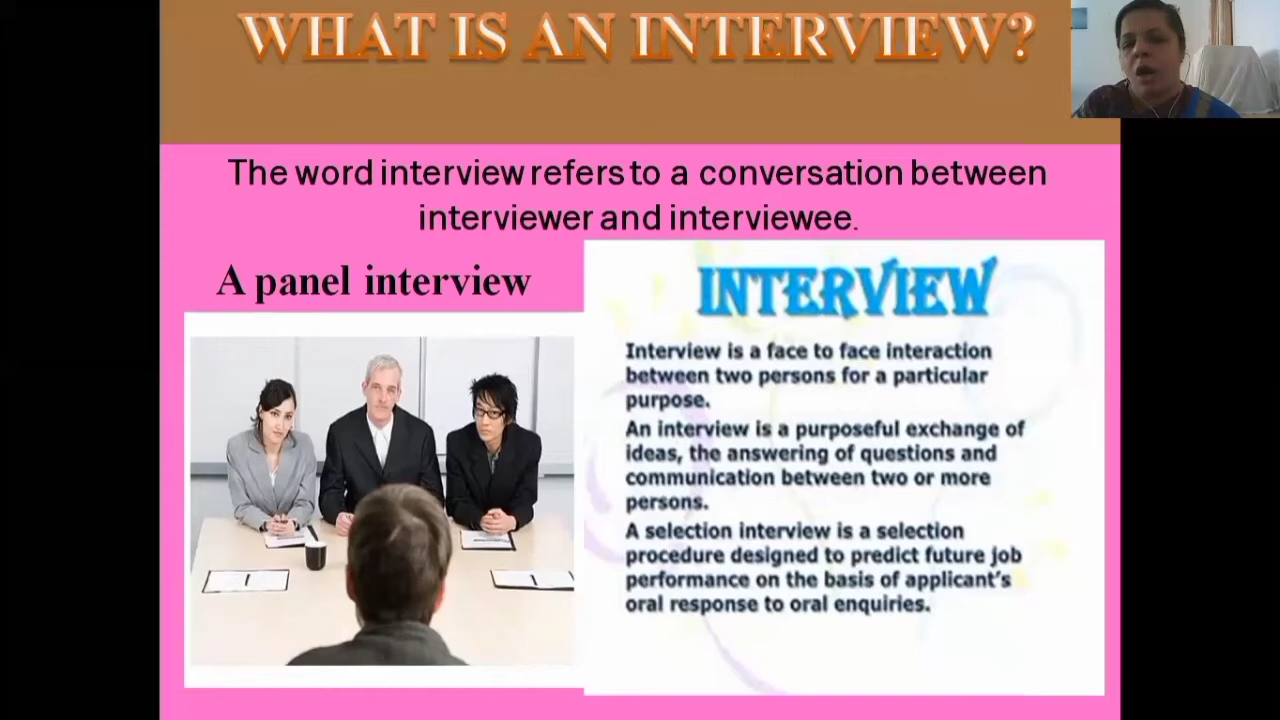 WHAT IS AN INTERVIEW?
The word interview refers to a conversation between
interviewer and interviewee.
A panel interview
INTERVIEW
Interview is a face to face interaction
between two persons for a particular
purpose.
An interview is a purposeful exchange of
ideas, the answering of questions and
communication between two or more
persons.
A selection interview is a selection
procedure designed to predict future job
performance on the basis of applicant's
oral response to oral enquiries.